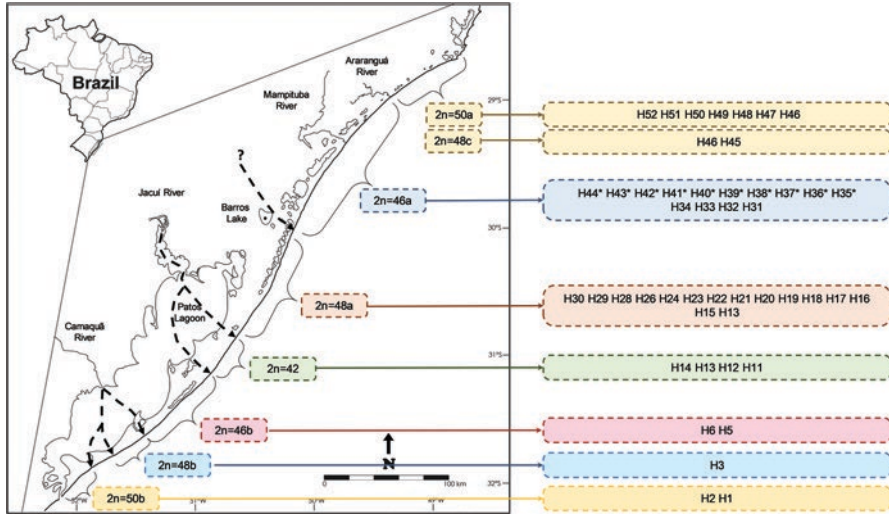 Brazil
Araranguá
River
Mampituba
River
29°S
2n=50a
H52 H51 H50 H49 H48 H47 H46
2n=48c
H46 H45
?
Jacuí River
Barros
Lake
2n=46a
H44* H43* H42* H41* H40* H39* H38* H37* H36* H35*
H34 H33 H32 H31
30°S
2n=48a
H30 H29 H28 H26 H24 H23 H22 H21 H20 H19 H18 H17 H16
H15 H13
Patos
Lagoon
Camaquã
River
31°S
2n=42
H14 H13 H12 H11
2n=46b
H6 H5
N
2n=48b
H3
0 100 km
32°S
52°W 51°W 50°W 49°W
2n=50b
H2 H1